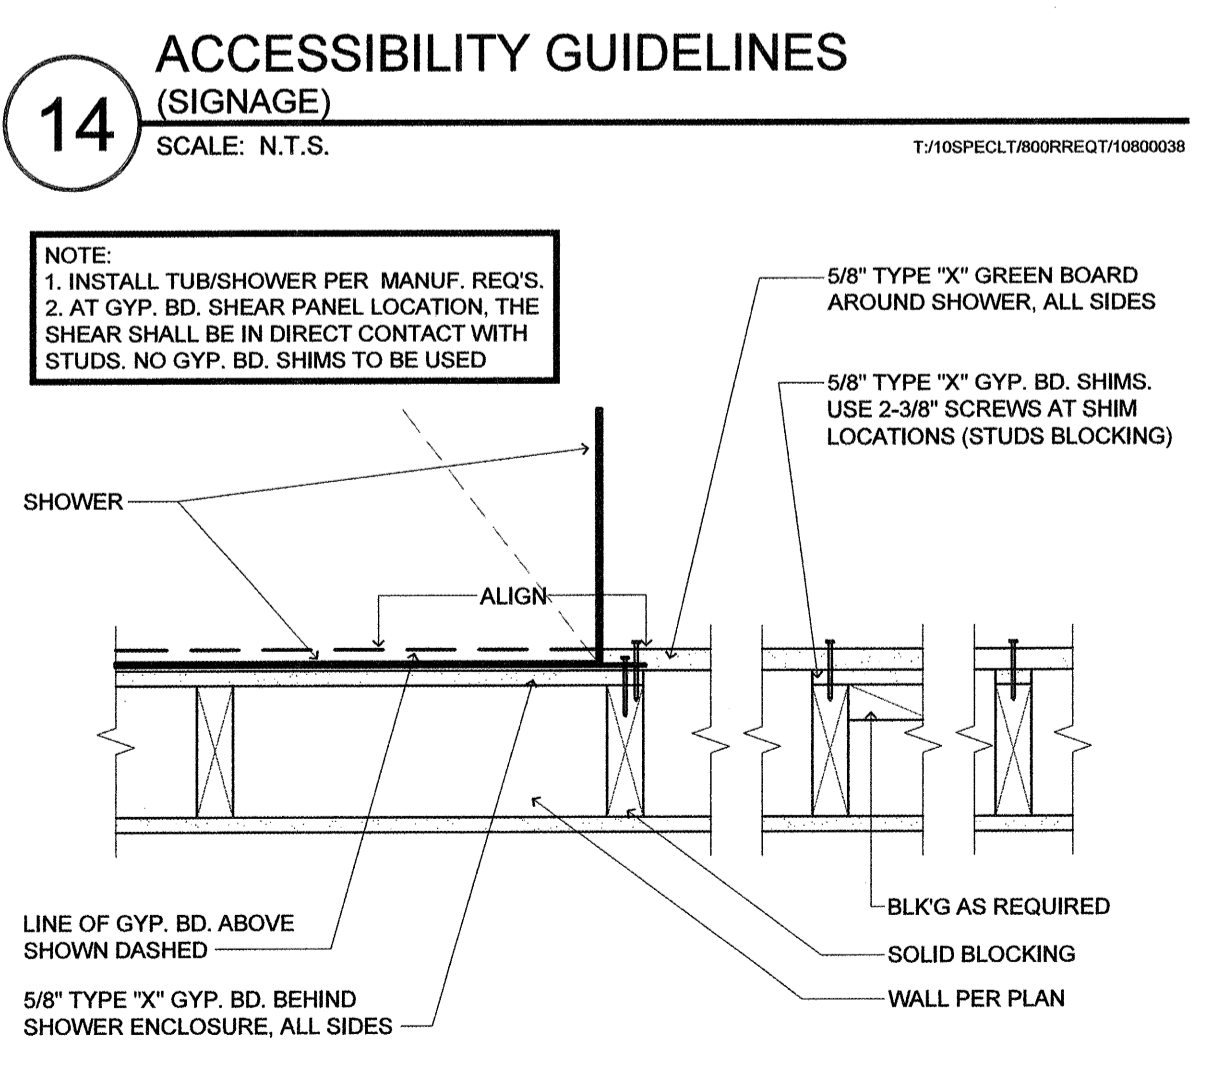 14
ACCESSIBILITY GUIDELINES
(SIGNAGE)
SCALE: N.T.S.
T:/10SPECLT/800RREQT/10800038
NOTE:
1. INSTALL TUB/SHOWER PER MANUF. REQ'S.
2. AT GYP. BD. SHEAR PANEL LOCATION, THE
SHEAR SHALL BE IN DIRECT CONTACT WITH
STUDS. NO GYP. BD. SHIMS TO BE USED
5/8" TYPE "X" GREEN BOARD
AROUND SHOWER, ALL SIDES
5/8" TYPE "X" GYP. BD. SHIMS.
USE 2-3/8" SCREWS AT SHIM
LOCATIONS (STUDS BLOCKING)
SHOWER
ALIGN
LINE OF GYP. BD. ABOVE
SHOWN DASHED
5/8" TYPE "X" GYP. BD. BEHIND
SHOWER ENCLOSURE, ALL SIDES
BLK'G AS REQUIRED
SOLID BLOCKING
WALL PER PLAN